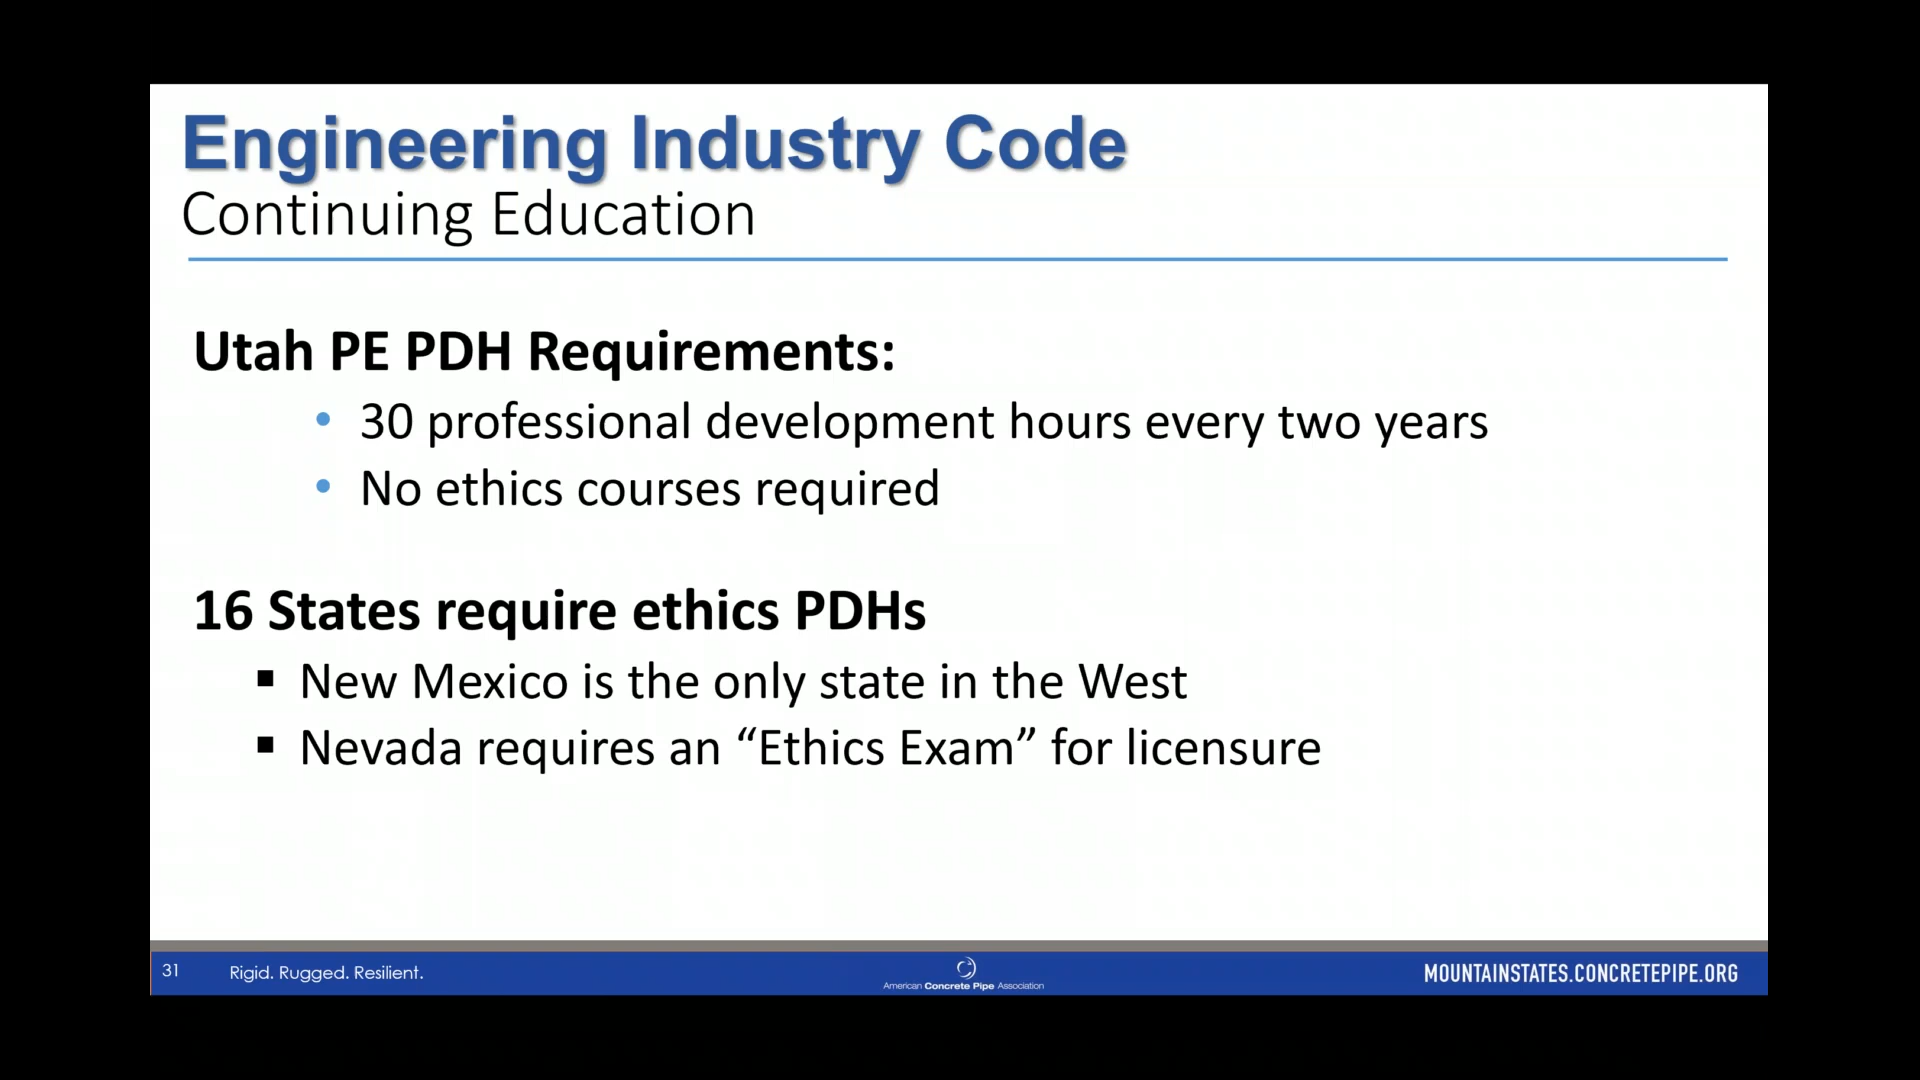 Engineering Industry Code
Continuing Education
Utah PE PDH Requirements:
• 30 professional development hours every two years
• No ethics courses required
16 States require ethics PDHs
▪ New Mexico is the only state in the West
▪ Nevada requires an “Ethics Exam” for licensure
31
Rigid. Rugged. Resilient.
American Concrete Pipe Association
MOUNTAINSTATES.CONCRETEPIPE.ORG